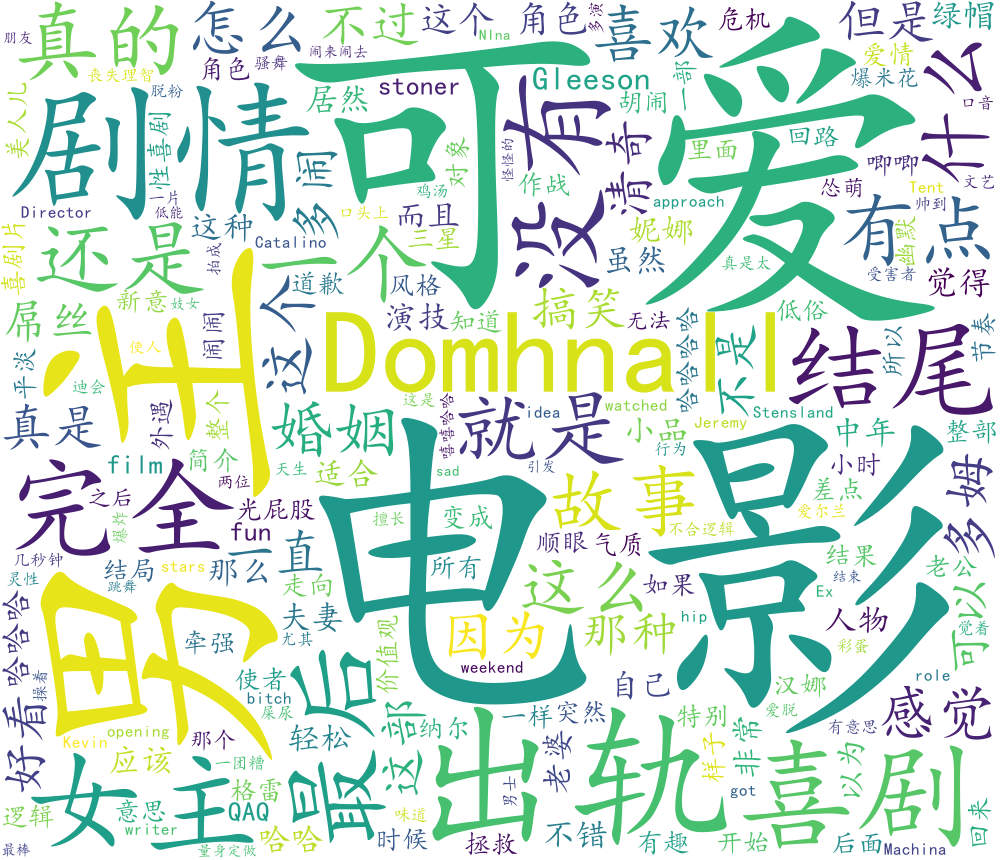 朋友
真的
怎么
闹来闹去
骚舞
不过
这个
NIna
角色
多演
喜欢
危机
但是
绿帽
丧失理智
角色
脱粉
居然
stoner
Gleeson
胡闹
一部
爱情
爆米花
什么
口音
美人儿
剧情
可爱
没有
清奇
里面
回路
唧唧
怂萌
一性喜剧
一片
低能
闹
多
鸡汤
对象
怪怪的
作战
Director
这种
口头上
而且
三星
approach
Tent
帅到
文艺
喜剧片
还是
拍成
Catalino
一个
妮娜
虽然
真是太
有点
幽默
受害者
觉得
屌丝
新意
妓女
道歉
风格
演技
知道
搞笑
无法
低俗
平淡
使人
男主
闹闹
这个
Domhnall
哈哈哈哈
不是
结尾
所以
节奏
真是
迪会
外遇
整个
婚姻
这是
嘻嘻哈哈
就是
idea
watched
小品
Jeremy
Stensland
中年
整部
film
简介
天生
适合
sad
引发
行为
小时
完全
之后
两位
光屁股
fun
擅长
变成
故事
不合逻辑
差点
爱尔兰
多姆
几秒钟
爆炸
灵性
结局
stars
跳舞
那么
一直
走向
所有
电影
顺眼
气质
结果
结束
老公
哈哈哈
夫妻
尤其
这么
如果
Ex
人物
可以
觉着
牵强
因为
那种
hip
彩蛋
好看
操着
使者
bitch
屎尿
最后
价值观
weekend
自己
汉娜
爱脱
role
感觉
Kevin
opening
那个
轻松
这部
纳尔
一样
突然
特别
有意思
应该
一团糟
女主
格雷
出轨
老婆
样子
非常
以为
喜剧
逻辑
意思
QAQ
writer
味道
男士
got
回来
最棒
量身定做
哈哈
时候
拯救
不错
有趣
开始
后面
Machina